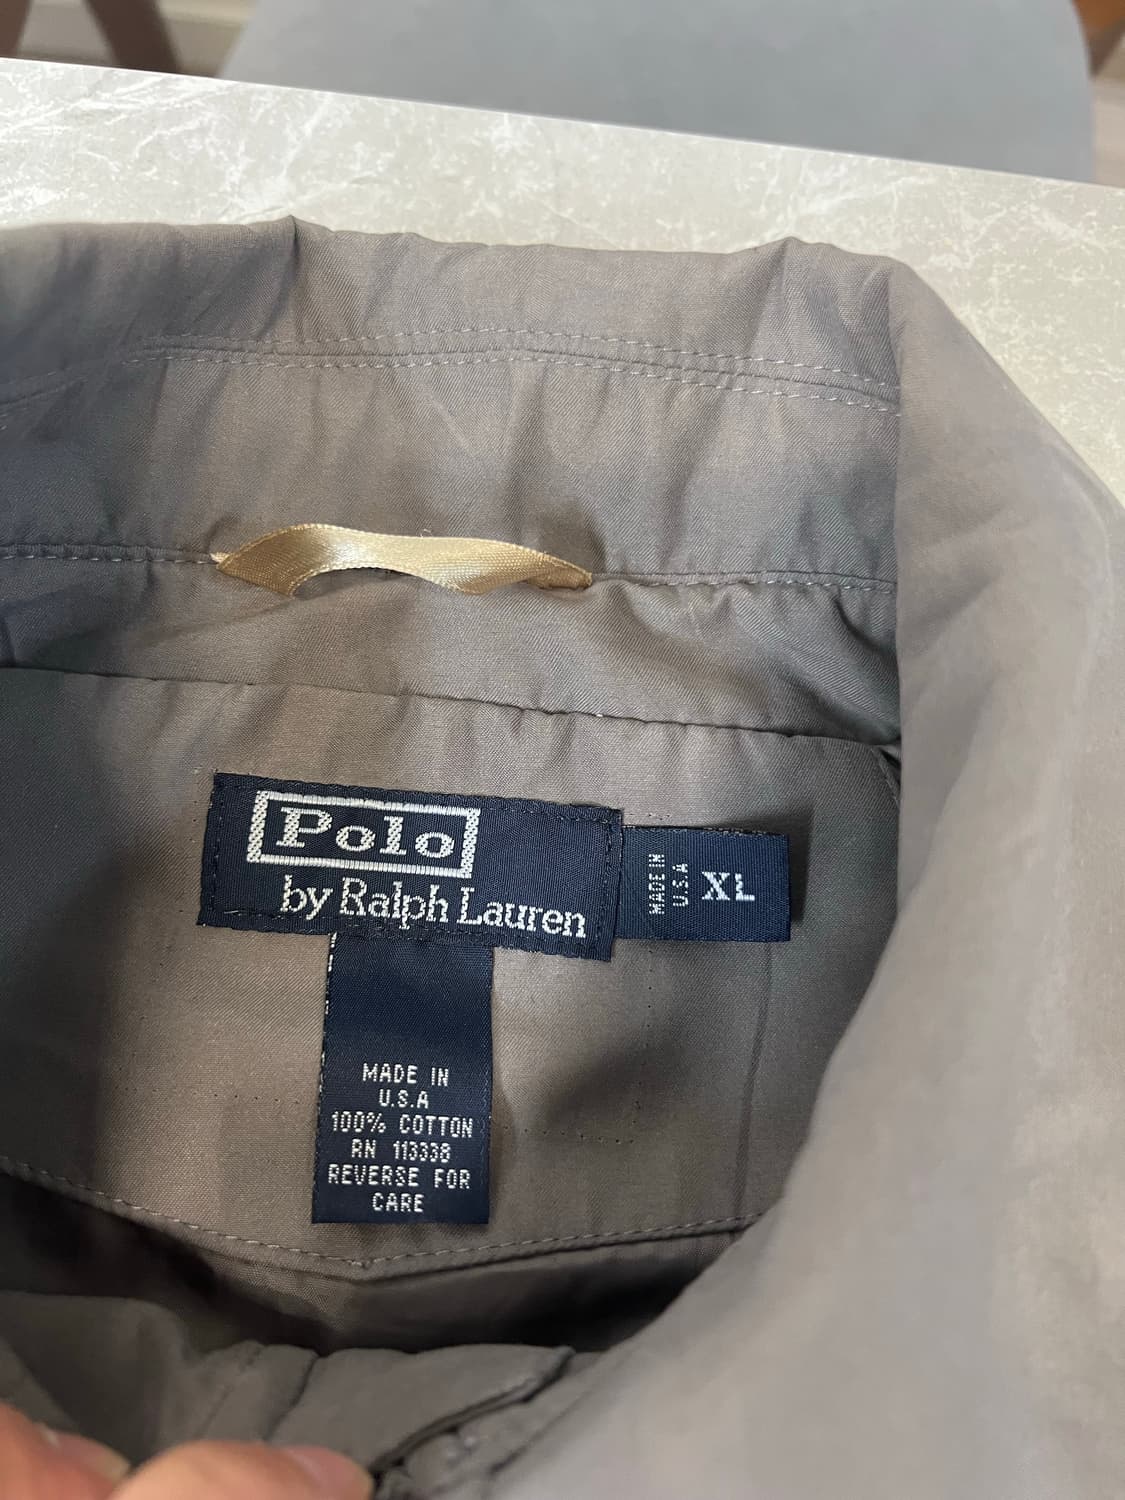 Polo
by Ralph Lauren
MADE IN
U.S.A
XL
MADE IN
U.S.A
100% COTTON
RN 113338
REVERSE FOR
CARE